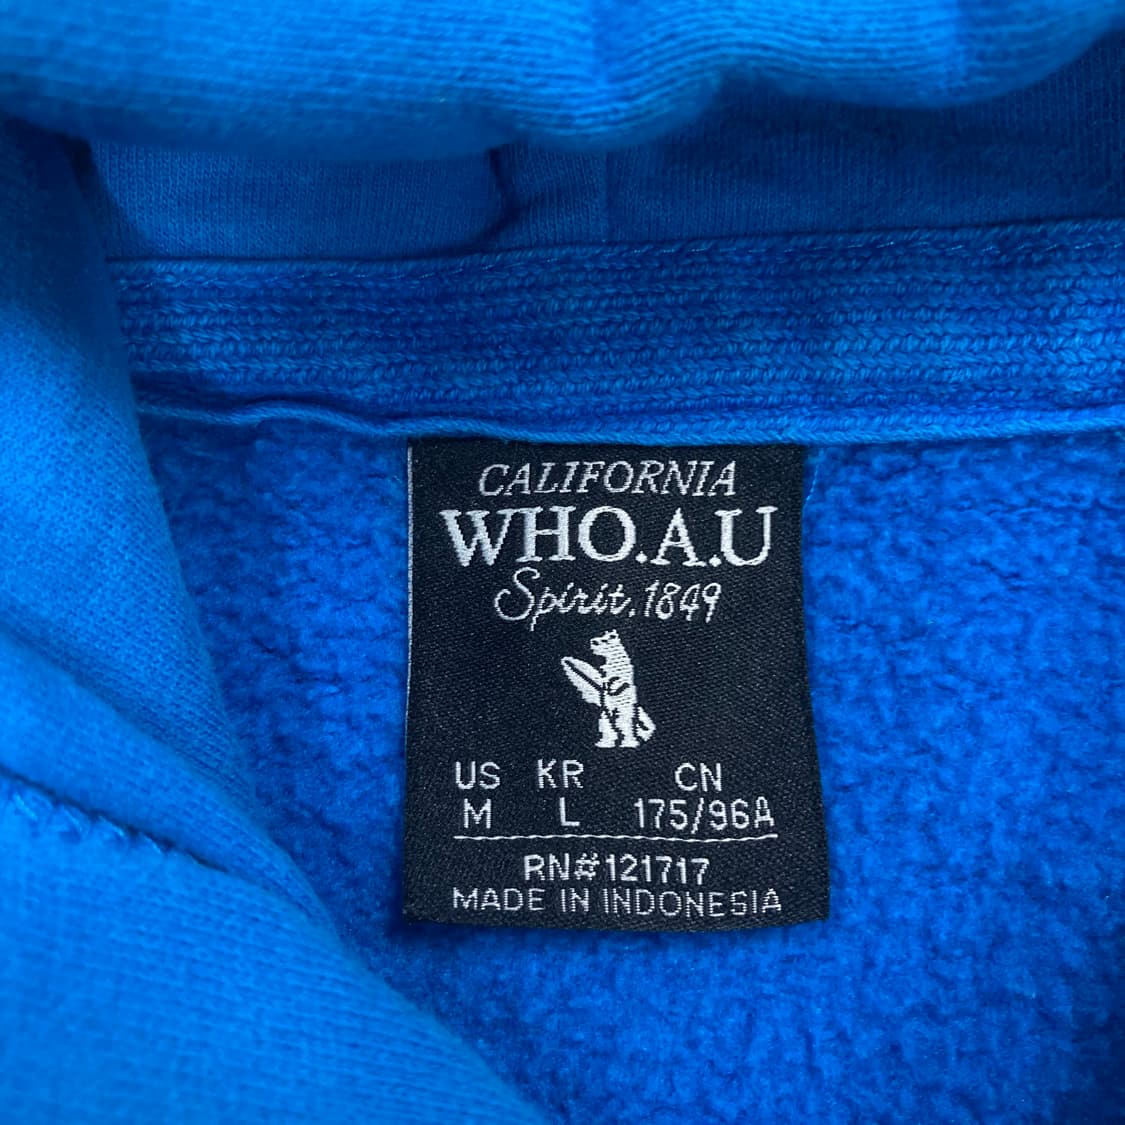 CALIFORNIA
WHO.A.U
Spirit.1849
US KR CN
M L 175/96A
RN#121717
MADE IN INDONESIA